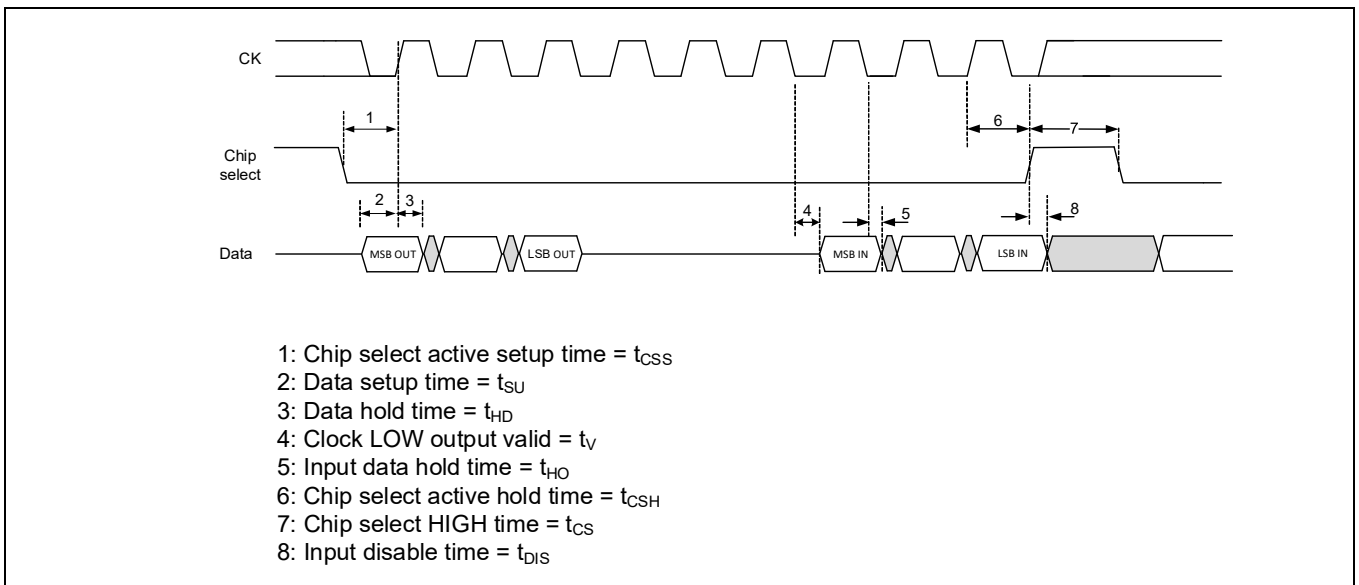 CK
1
6
7
Chip
select
2
3
4
5
8
Data
MSB OUT
LSB OUT
MSB IN
LSB IN
1: Chip select active setup time = tCSS
2: Data setup time = tSU
3: Data hold time = tHD
4: Clock LOW output valid = tV
5: Input data hold time = tHO
6: Chip select active hold time = tCSH
7: Chip select HIGH time = tCS
8: Input disable time = tDIS